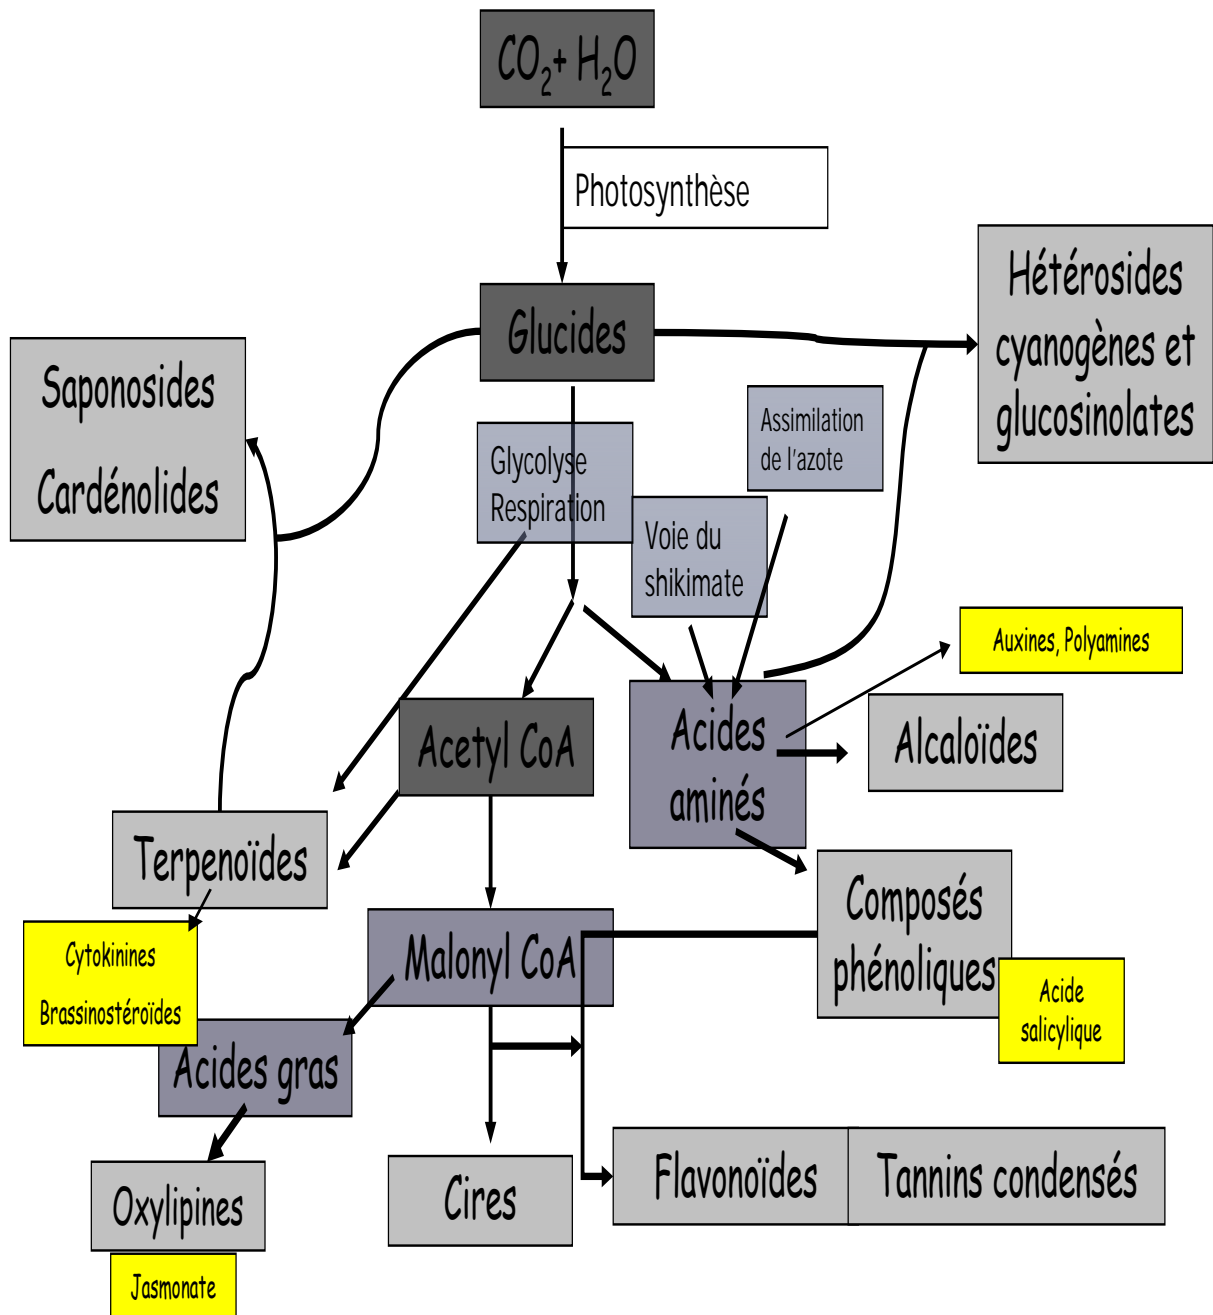 CO2+ H2O
Photosynthèse
Glucides
Hétérosides
cyanogènes et
glucosinolates
Saponosides
Cardénolides
Glycolyse
Respiration
Assimilation
de l'azote
Voie du
shikimate
Auxines, Polyamines
Acetyl CoA
Acides
aminés
Alcaloïdes
Terpenoïdes
Composés
phénoliques
Cytokinines
Brassinostéroïdes
Malonyl CoA
Acide
salicylique
Acides gras
Oxylipines
Cires
Flavonoïdes
Tannins condensés
Jasmonate